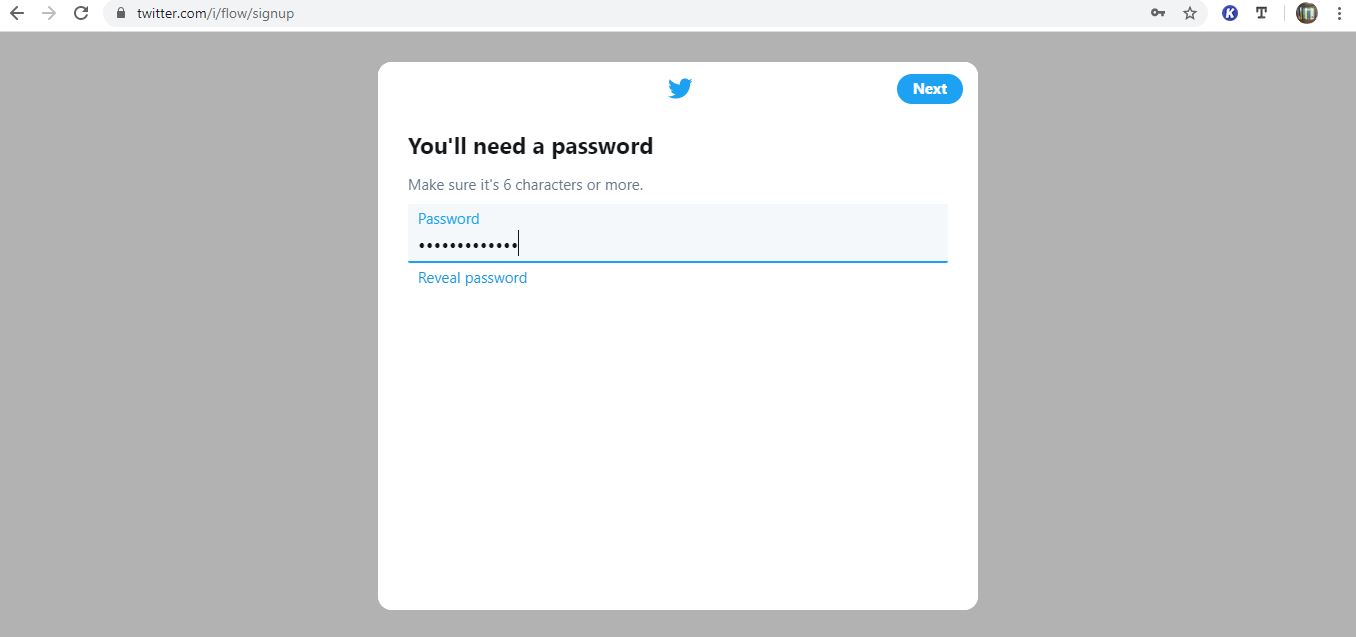 twitter.com/i/flow/signup
K T
Next
You'll need a password
Make sure it's 6 characters or more.
Password
•••••••••••••
Reveal password